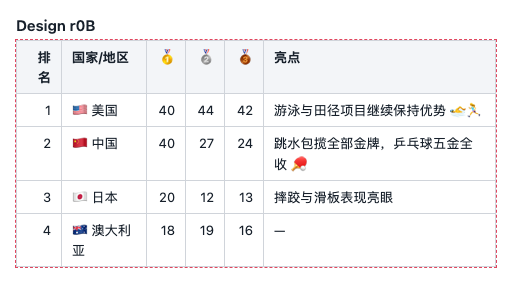 Design r0B
排名 国家/地区 🥇 🥈 🥉 亮点
1 🇺🇸 美国 40 44 42 游泳与田径项目继续保持优势 🏊🏃
2 🇨🇳 中国 40 27 24 跳水包揽全部金牌，乒乓球五金全
收 🏓
3 🇯🇵 日本 20 12 13 摔跤与滑板表现亮眼
4 🇦🇺 澳大利 18 19 16 —
亚